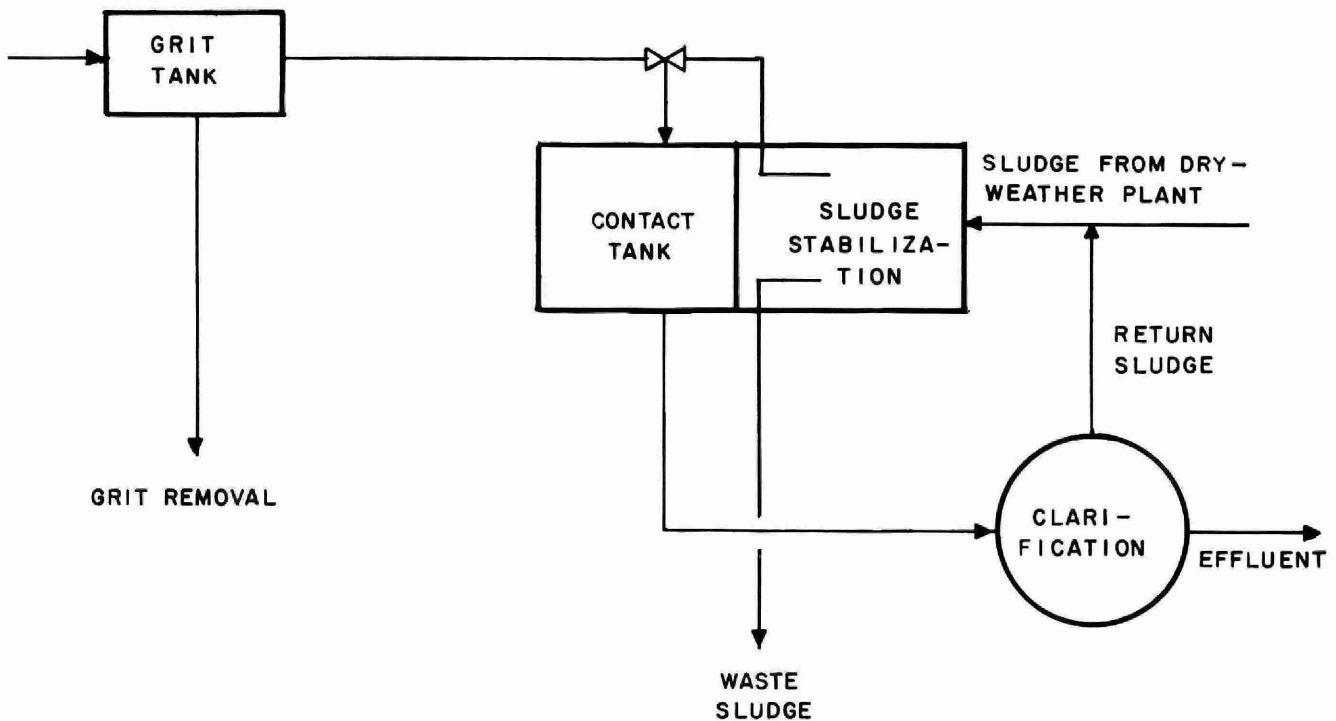 GRIT
TANK
SLUDGE FROM DRY-
WEATHER PLANT
CONTACT
TANK
SLUDGE
STABILIZA-
TION
RETURN
SLUDGE
GRIT REMOVAL
CLARI-
FICATION
EFFLUENT
WASTE
SLUDGE